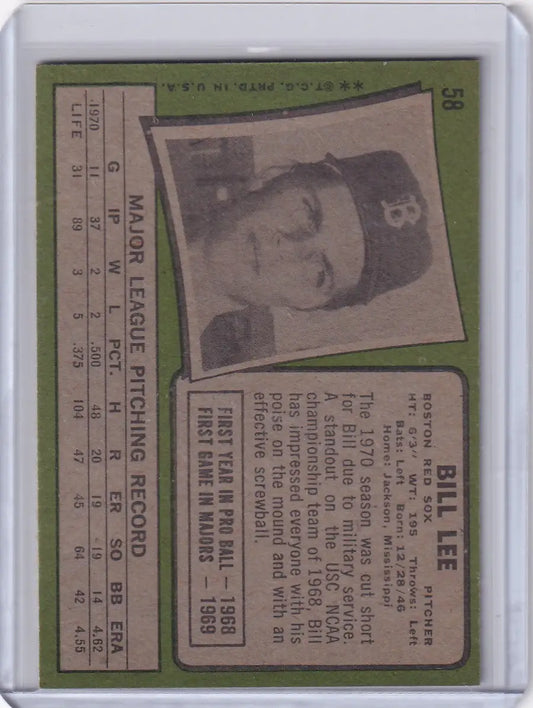 58
BILL LEE
BOSTON RED SOX PITCHER
HT: 6'3" WT: 195 Throws: Left
Bats: Left Born: 12/28/46
Home: Jackson, Mississippi
The 1970 season was cut short
for Bill due to military service.
A standout on the USC NCAA
championship team of 1968, Bill
has impressed everyone with his
poise on the mound and with an
effective screwball.
FIRST YEAR IN PRO BALL — 1968
FIRST GAME IN MAJORS — 1969
B
MAJOR LEAGUE PITCHING RECORD
G IP W L PCT. H R ER SO BB ERA
1970 11 37 2 2 .500 48 20 19 19 14 4.62
LIFE 31 89 3 5 .375 104 47 45 64 42 4.55
**©T.C.G. PRTD. IN U.S.A.